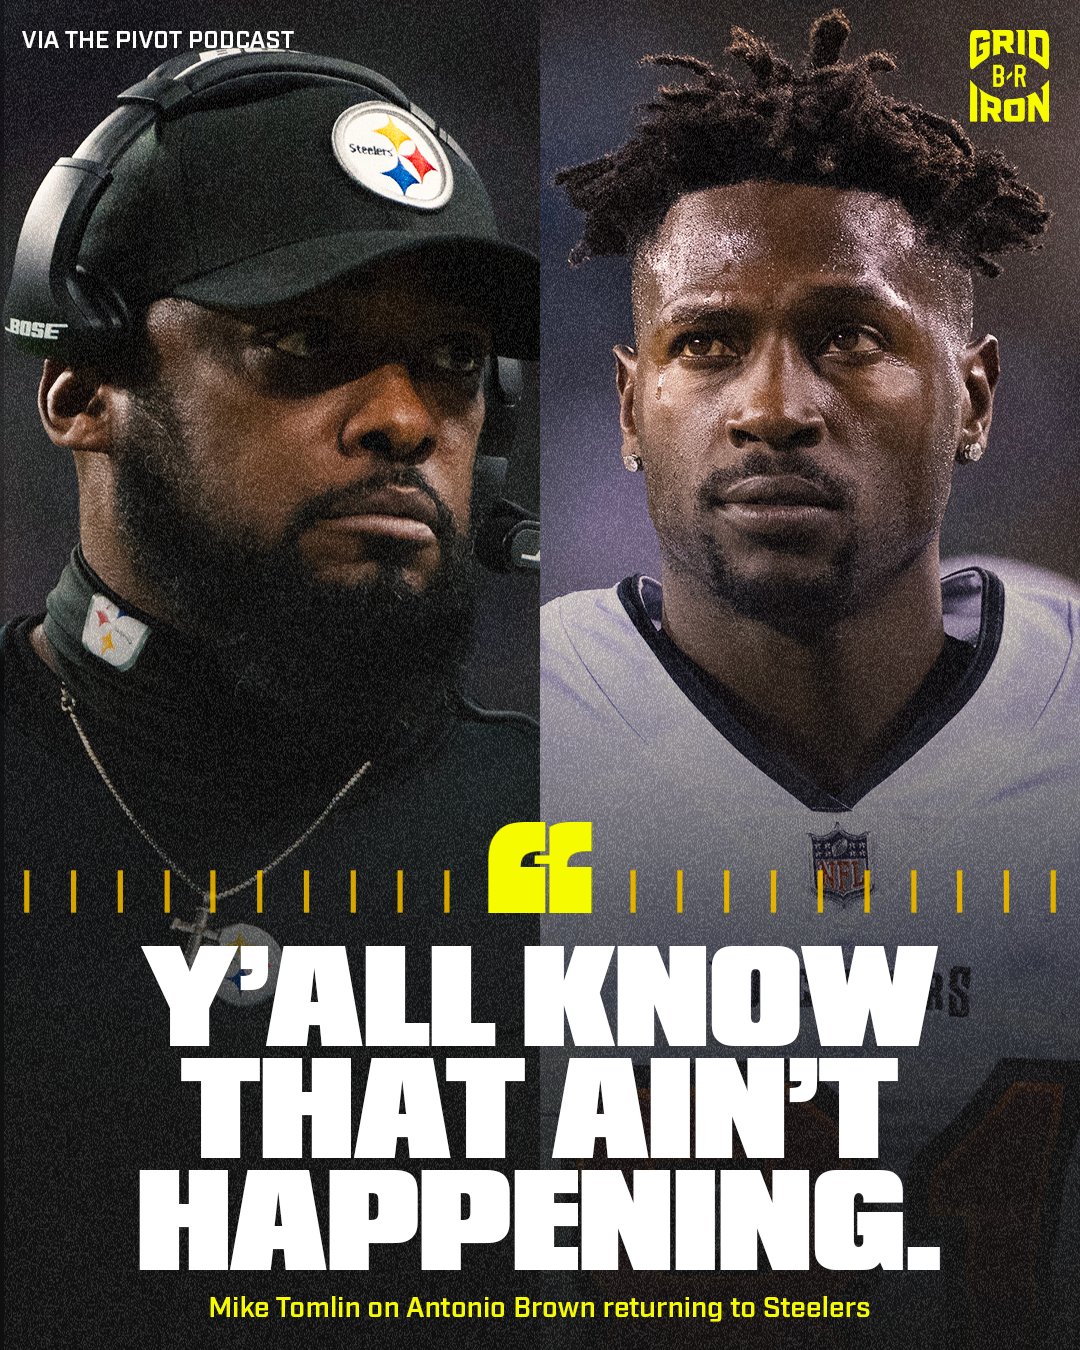 VIA THE PIVOT PODCAST
GRID
B/R
IRON
Steelers
BOSE
NFL
“
Y’ALL KNOW
THAT AIN’T
HAPPENING.
Mike Tomlin on Antonio Brown returning to Steelers